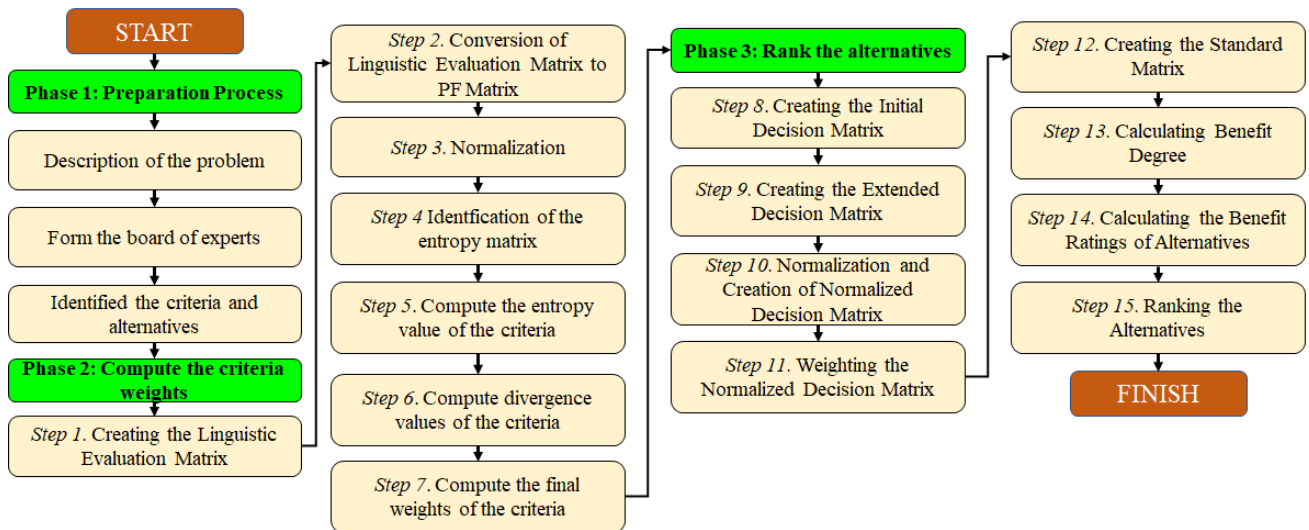 START
Phase 1: Preparation Process
Description of the problem
Form the board of experts
Identified the criteria and
alternatives
Phase 2: Compute the criteria
weights
Step 1. Creating the Linguistic
Evaluation Matrix
Step 2. Conversion of
Linguistic Evaluation Matrix to
PF Matrix
Step 3. Normalization
Step 4 Identfication of the
entropy matrix
Step 5. Compute the entropy
value of the criteria
Step 6. Compute divergence
values of the criteria
Step 7. Compute the final
weights of the criteria
Phase 3: Rank the alternatives
Step 8. Creating the Initial
Decision Matrix
Step 9. Creating the Extended
Decision Matrix
Step 10. Normalization and
Creation of Normalized
Decision Matrix
Step 11. Weighting the
Normalized Decision Matrix
Step 12. Creating the Standard
Matrix
Step 13. Calculating Benefit
Degree
Step 14. Calculating the Benefit
Ratings of Alternatives
Step 15. Ranking the
Alternatives
FINISH